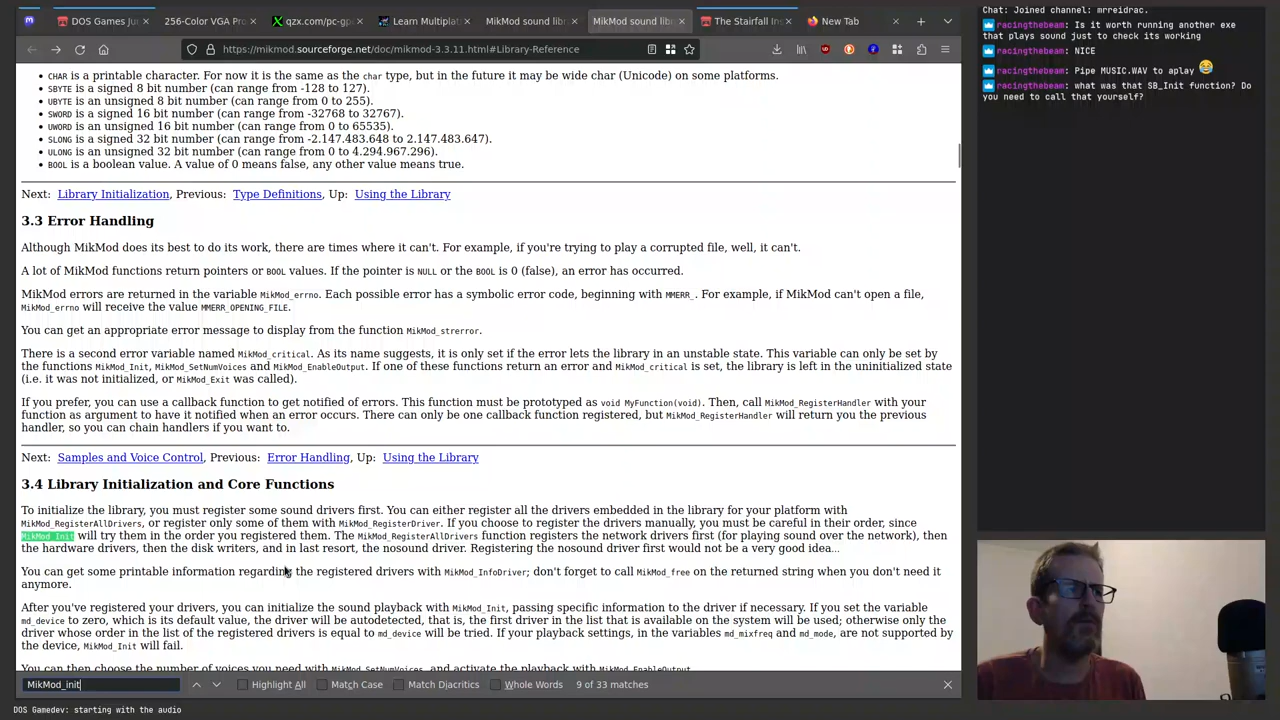 DOS Games Ju
256-Color VGA Pro
qzx.com/pc-gp
Learn Multiplat
MikMod sound libr
MikMod sound libr
The Stairfall Ins
New Tab
https://mikmod.sourceforge.net/doc/mikmod-3.3.11.html#Library-Reference
• CHAR is a printable character. For now it is the same as the char type, but in the future it may be wide char (Unicode) on some platforms.
• SBYTE is a signed 8 bit number (can range from -128 to 127).
• UBYTE is an unsigned 8 bit number (can range from 0 to 255).
• SWORD is a signed 16 bit number (can range from -32768 to 32767).
• UWORD is an unsigned 16 bit number (can range from 0 to 65535).
• SLONG is a signed 32 bit number (can range from -2.147.483.648 to 2.147.483.647).
• ULONG is an unsigned 32 bit number (can range from 0 to 4.294.967.296).
• BOOL is a boolean value. A value of 0 means false, any other value means true.
Next: Library Initialization, Previous: Type Definitions, Up: Using the Library
3.3 Error Handling
Although MikMod does its best to do its work, there are times where it can't. For example, if you're trying to play a corrupted file, well, it can't.
A lot of MikMod functions return pointers or BOOL values. If the pointer is NULL or the BOOL is 0 (false), an error has occurred.
MikMod errors are returned in the variable MikMod_errno. Each possible error has a symbolic error code, beginning with MMERR_. For example, if MikMod can't open a file,
MikMod_errno will receive the value MMERR_OPENING_FILE.
You can get an appropriate error message to display from the function MikMod_strerror.
There is a second error variable named MikMod_critical. As its name suggests, it is only set if the error lets the library in an unstable state. This variable can only be set by
the functions MikMod_Init, MikMod_SetNumVoices and MikMod_EnableOutput. If one of these functions return an error and MikMod_critical is set, the library is left in the uninitialized state
(i.e. it was not initialized, or MikMod_Exit was called).
If you prefer, you can use a callback function to get notified of errors. This function must be prototyped as void MyFunction(void). Then, call MikMod_RegisterHandler with your
function as argument to have it notified when an error occurs. There can only be one callback function registered, but MikMod_RegisterHandler will return you the previous
handler, so you can chain handlers if you want to.
Next: Samples and Voice Control, Previous: Error Handling, Up: Using the Library
3.4 Library Initialization and Core Functions
To initialize the library, you must register some sound drivers first. You can either register all the drivers embedded in the library for your platform with
MikMod_RegisterAllDrivers, or register only some of them with MikMod_RegisterDriver. If you choose to register the drivers manually, you must be careful in their order, since
MikMod_Init will try them in the order you registered them. The MikMod_RegisterAllDrivers function registers the network drivers first (for playing sound over the network), then
the hardware drivers, then the disk writers, and in last resort, the nosound driver. Registering the nosound driver first would not be a very good idea...
You can get some printable information regarding the registered drivers with MikMod_InfoDriver; don't forget to call MikMod_free on the returned string when you don't need it
anymore.
After you've registered your drivers, you can initialize the sound playback with MikMod_Init, passing specific information to the driver if necessary. If you set the variable
md_device to zero, which is its default value, the driver will be autodetected, that is, the first driver in the list that is available on the system will be used; otherwise only the
driver whose order in the list of the registered drivers is equal to md_device will be tried. If your playback settings, in the variables md_mixfreq and md_mode, are not supported by
the device, MikMod_Init will fail.
You can then choose the number of voices you need with MikMod_SetNumVoices, and activate the playback with MikMod_EnableOutput.
MikMod_init
Highlight All
Match Case
Match Diacritics
Whole Words
9 of 33 matches
DOS Gamedev: starting with the audio
Chat: Joined channel: mrreidrac.
racingthebeam: Is it worth running another exe
that plays sound just to check its working
racingthebeam: NICE
racingthebeam: Pipe MUSIC.WAV to aplay 😂
racingthebeam: what was that SB_Init function? Do
you need to call that yourself?